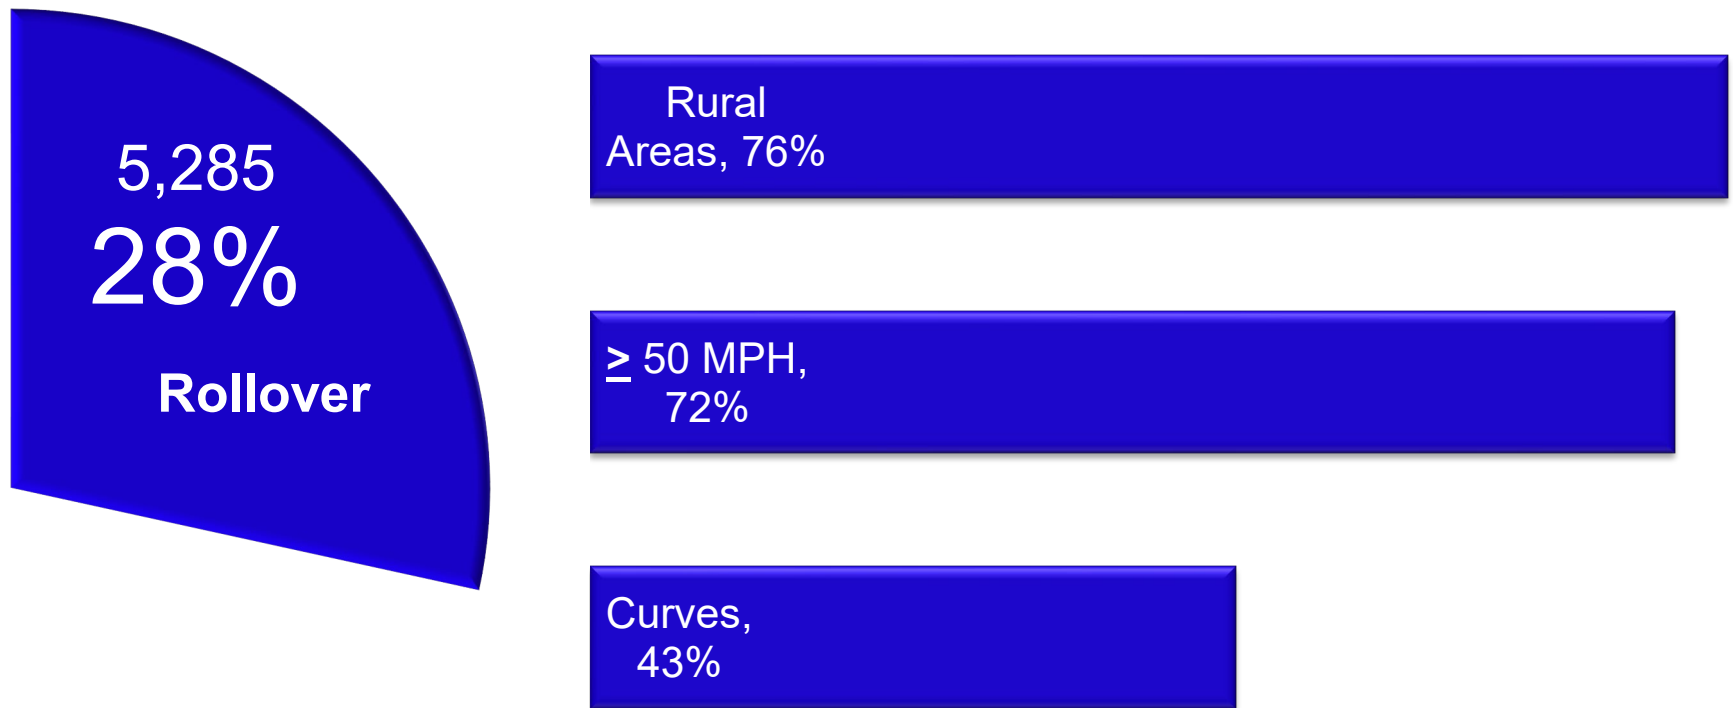 5,285
28%
Rollover
Rural
Areas, 76%
≥ 50 MPH,
72%
Curves,
43%